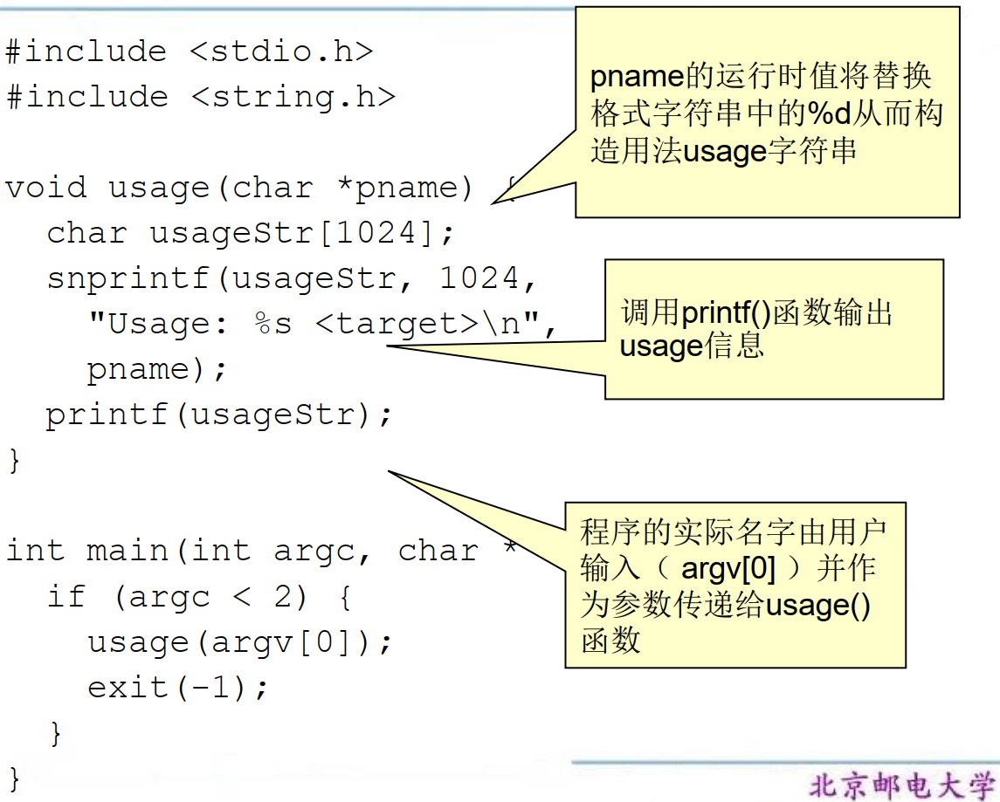 #include <stdio.h>
#include <string.h>
void usage(char *pname) {
char usageStr[1024];
snprintf(usageStr, 1024,
"Usage: %s <target>\n",
pname);
printf(usageStr);
}
int main(int argc, char *
if (argc < 2) {
usage(argv[0]);
exit(-1);
}
}
pname的运行时值将替换
格式字符串中的%d从而构
造用法usage字符串
调用printf()函数输出
usage信息
程序的实际名字由用户
输入（ argv[0] ）并作
为参数传递给usage()
函数
北京邮电大学